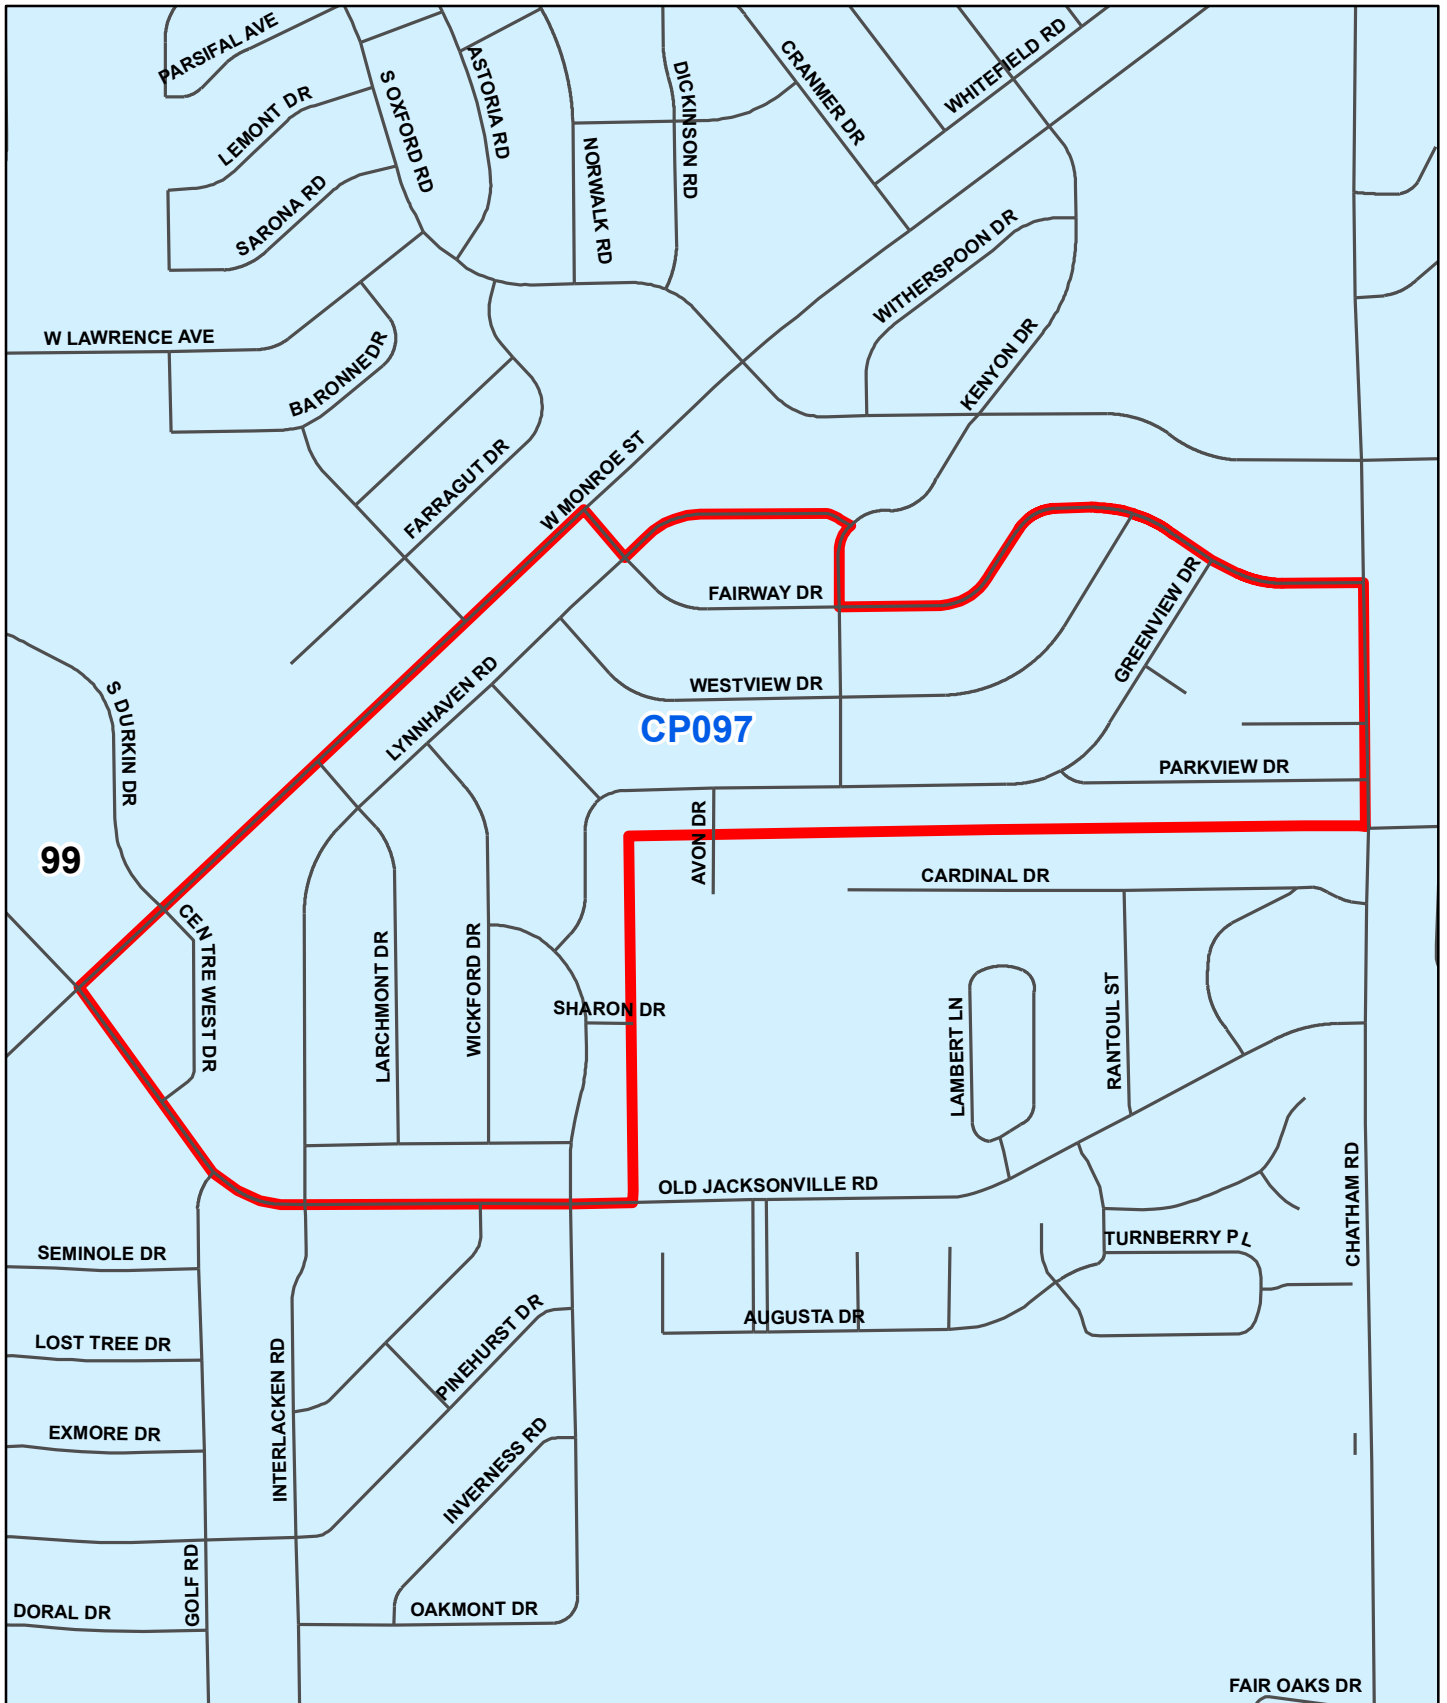 PARSIFAL AVE
WHITEFIELD RD
CRANMER DR
ASTORIA RD
S OXFORD RD
DICKINSON RD
LEMONT DR
NORWALK RD
SARONA RD
WITHERSPOON DR
W LAWRENCE AVE
BARONNE DR
KENYON DR
W MONROE ST
FARRAGUT DR
FAIRWAY DR
GREENVIEW DR
LYNNHAVEN RD
WESTVIEW DR
S DURKIN DR
CP097
PARKVIEW DR
AVON DR
99
CARDINAL DR
CEN TRE WEST DR
LARCHMONT DR
WICKFORD DR
SHARON DR
LAMBERT LN
RANTOUL ST
OLD JACKSONVILLE RD
CHATHAM RD
SEMINOLE DR
TURNBERRY PL
AUGUSTA DR
LOST TREE DR
PINEHURST DR
INTERLACKEN RD
EXMORE DR
INVERNESS RD
GOLF RD
DORAL DR
OAKMONT DR
FAIR OAKS DR